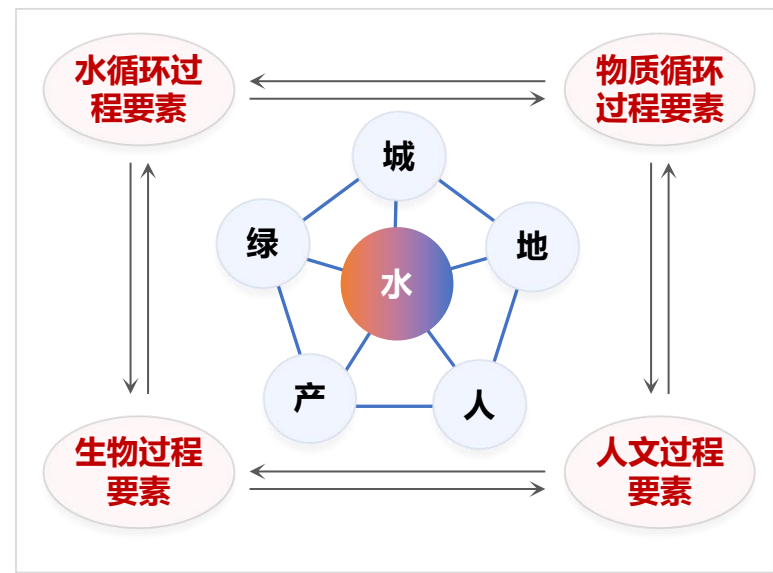 水循环过
程要素
物质循环
过程要素
城
绿
地
水
产
人
生物过程
要素
人文过程
要素